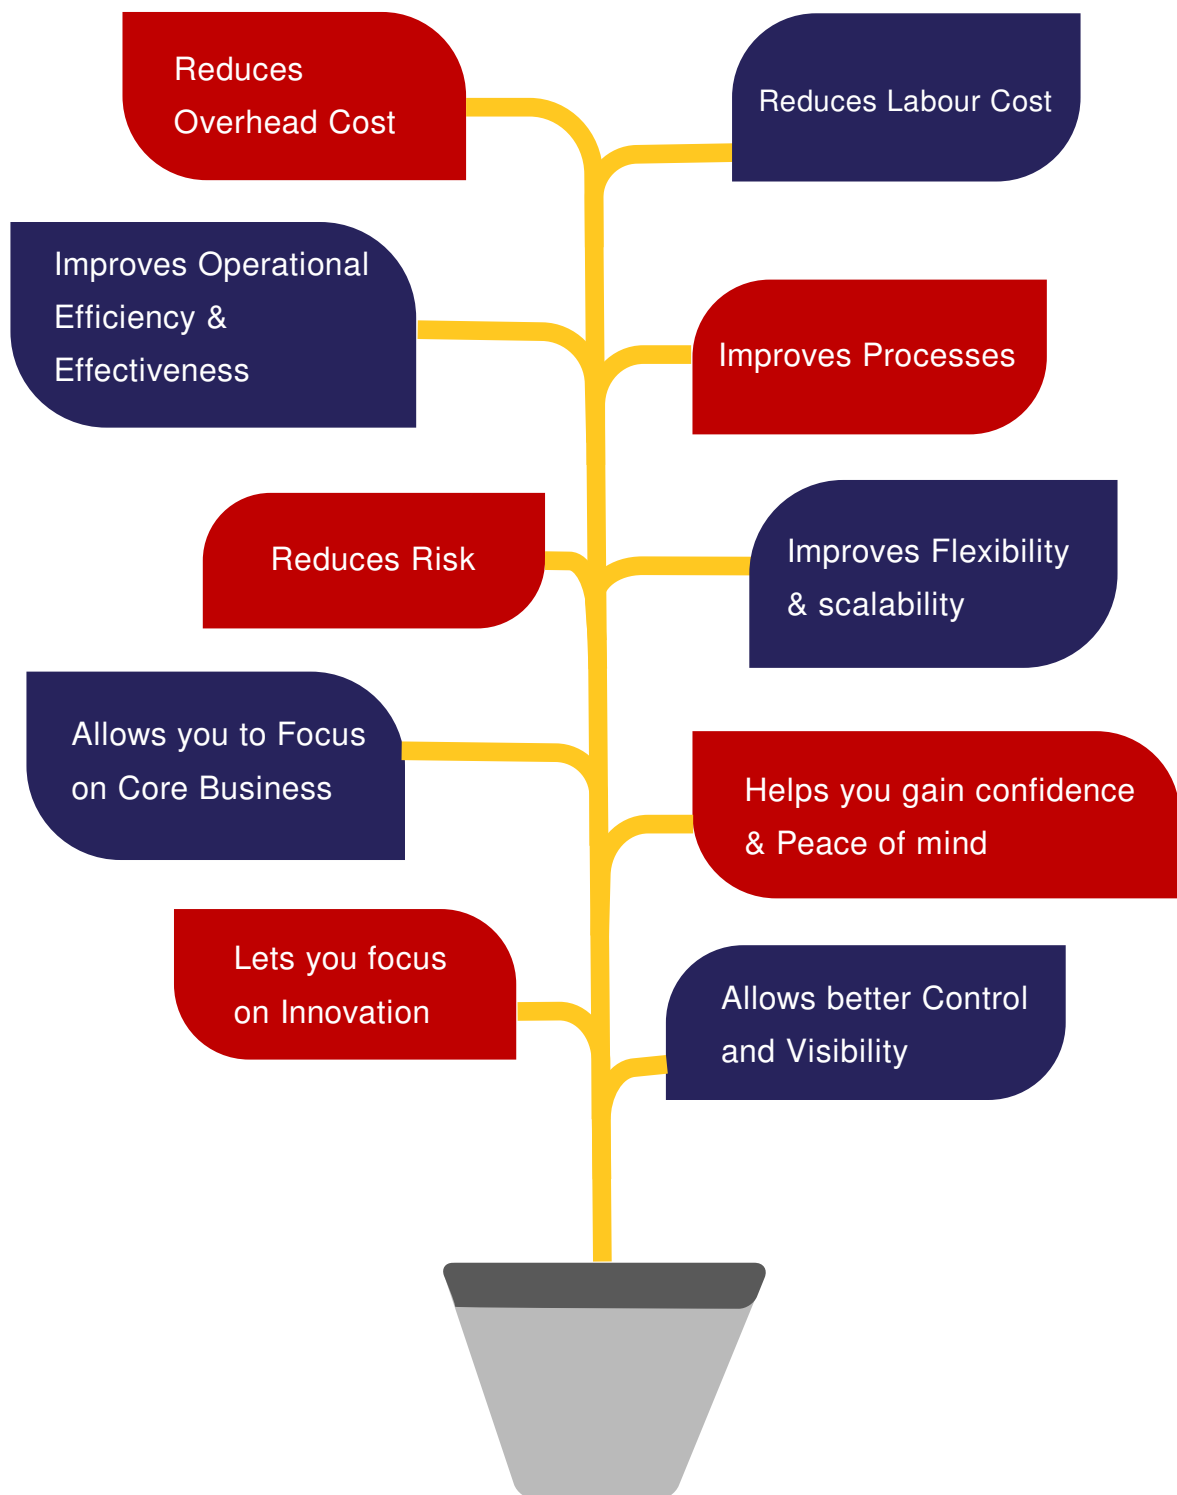 Reduces
Overhead Cost
Reduces Labour Cost
Improves Operational
Efficiency &
Effectiveness
Improves Processes
Reduces Risk
Improves Flexibility
& scalability
Allows you to Focus
on Core Business
Helps you gain confidence
& Peace of mind
Lets you focus
on Innovation
Allows better Control
and Visibility